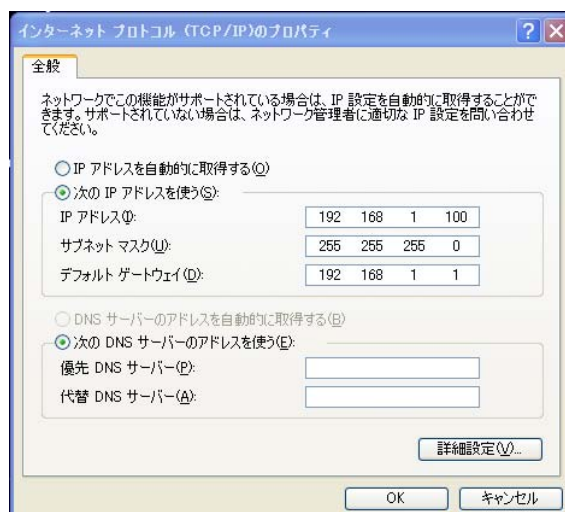 インターネット プロトコル (TCP/IP)のプロパティ
全般
ネットワークでこの機能がサポートされている場合は、IP 設定を自動的に取得することがで
きます。サポートされていない場合は、ネットワーク管理者に適切な IP 設定を問い合わせ
てください。
IP アドレスを自動的に取得する(O)
次の IP アドレスを使う(S):
IP アドレス(I): 192 168 1 100
サブネット マスク(U): 255 255 255 0
デフォルト ゲートウェイ(D): 192 168 1 1
DNS サーバーのアドレスを自動的に取得する(B)
次の DNS サーバーのアドレスを使う(E):
優先 DNS サーバー(P):
代替 DNS サーバー(A):
詳細設定(V)...
OK キャンセル